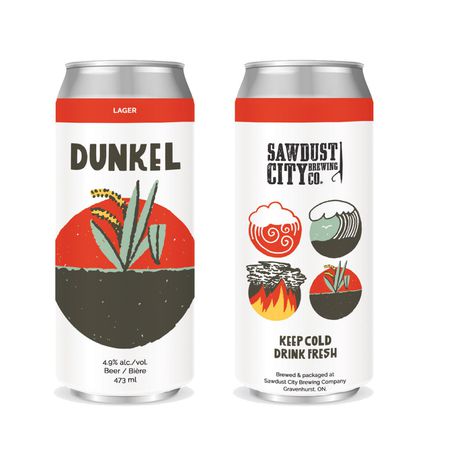 LAGER
DUNKEL
4.9% alc./vol.
Beer / Bière
473 ml
SAWDUST
CITY BREWING CO.
KEEP COLD
DRINK FRESH
Brewed & packaged at
Sawdust City Brewing Company
Gravenhurst, ON.